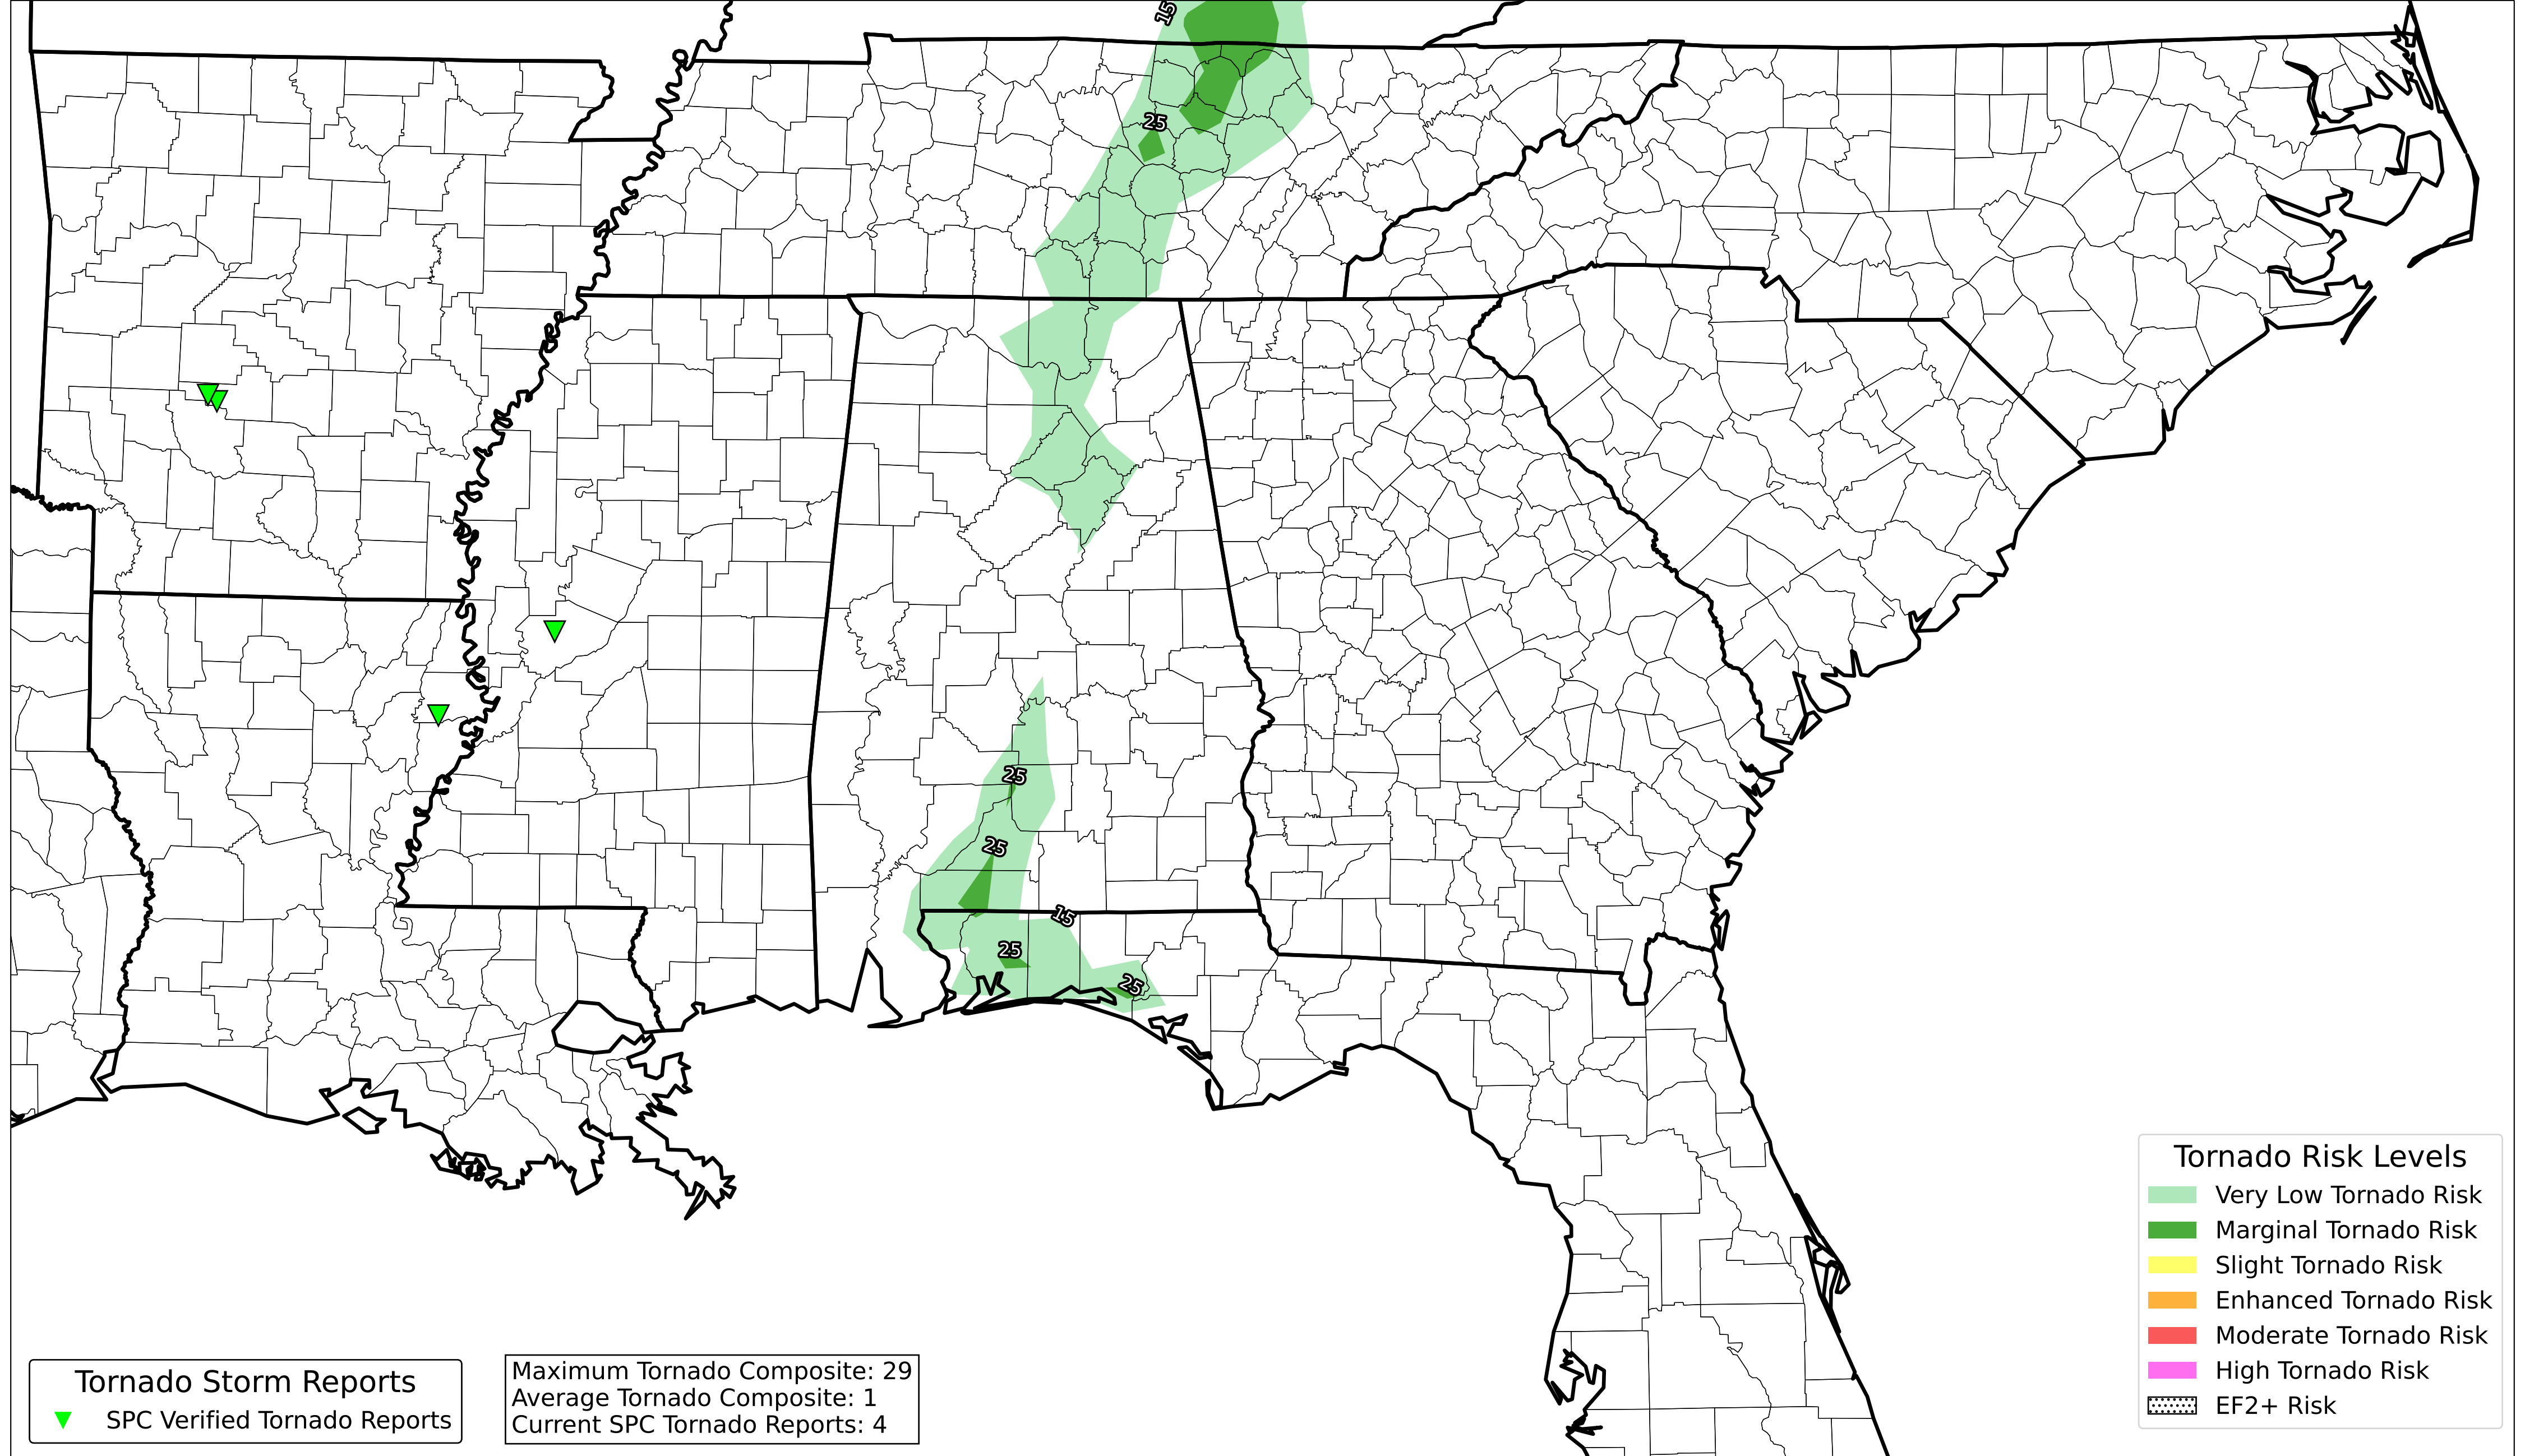 15
25
25
25
15
25
25
Tornado Risk Levels
Very Low Tornado Risk
Marginal Tornado Risk
Slight Tornado Risk
Enhanced Tornado Risk
Moderate Tornado Risk
High Tornado Risk
EF2+ Risk
Tornado Storm Reports
SPC Verified Tornado Reports
Maximum Tornado Composite: 29
Average Tornado Composite: 1
Current SPC Tornado Reports: 4